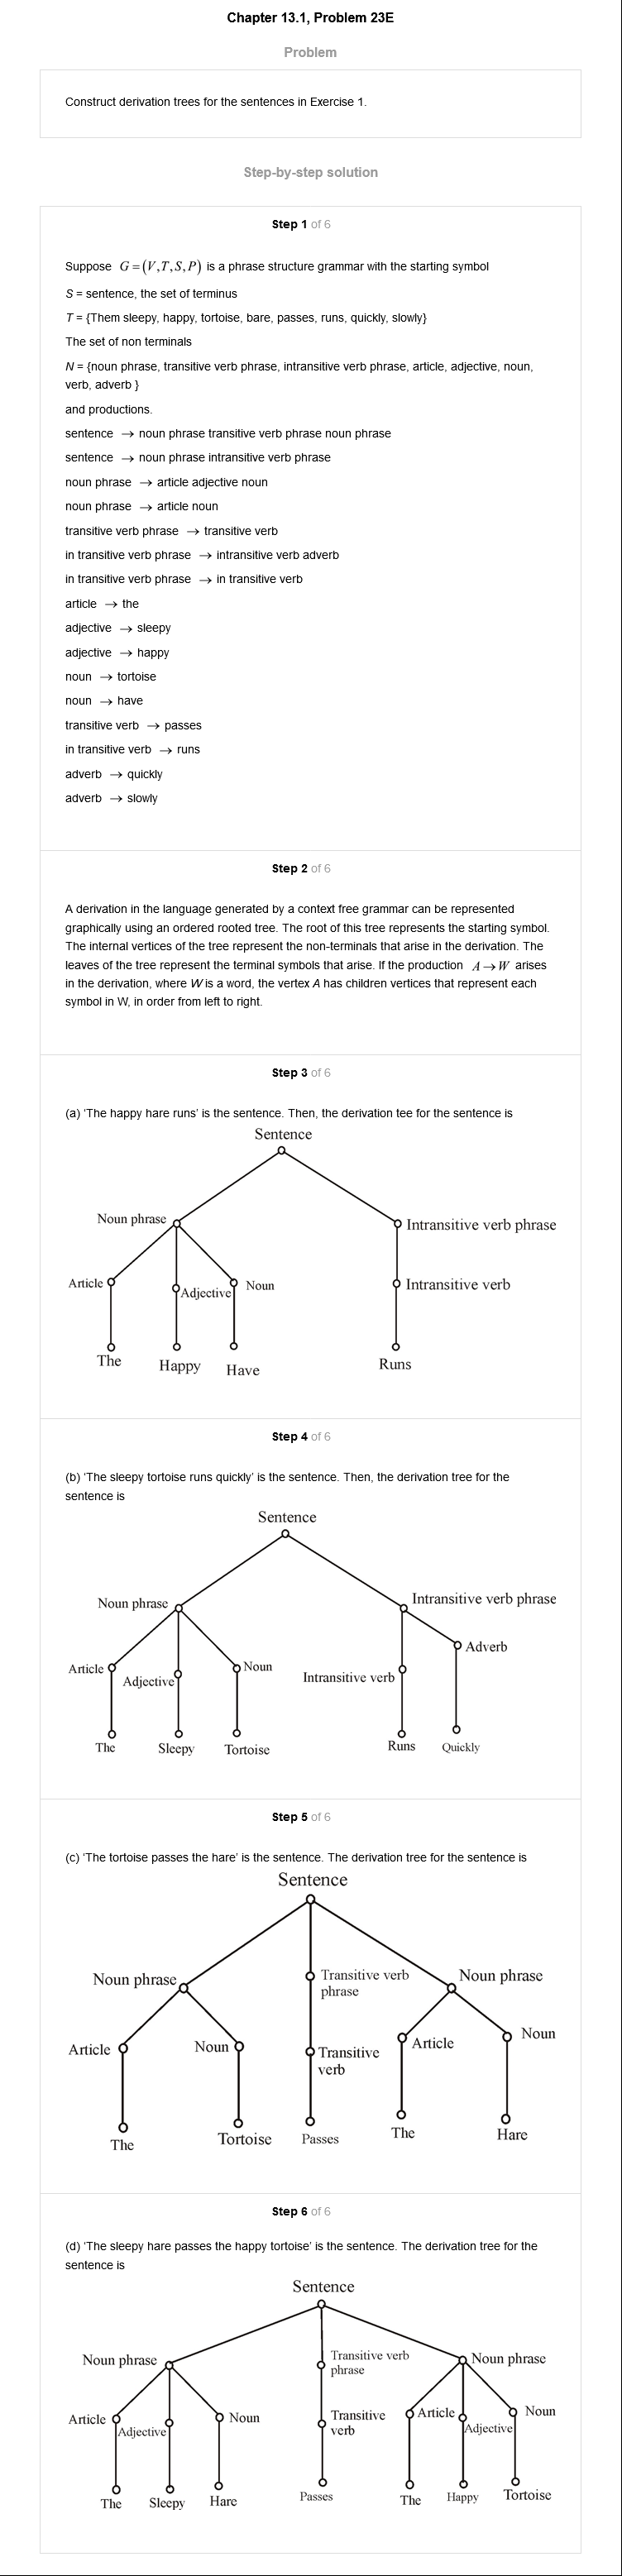 Chapter 13.1, Problem 23E
Problem
Construct derivation trees for the sentences in Exercise 1.
Step-by-step solution
Step 1 of 6
Suppose G = (V,T,S,P) is a phrase structure grammar with the starting symbol
S = sentence, the set of terminus
T = {Them sleepy, happy, tortoise, bare, passes, runs, quickly, slowly}
The set of non terminals
N = {noun phrase, transitive verb phrase, intransitive verb phrase, article, adjective, noun,
verb, adverb }
and productions.
sentence → noun phrase transitive verb phrase noun phrase
sentence → noun phrase intransitive verb phrase
noun phrase → article adjective noun
noun phrase → article noun
transitive verb phrase → transitive verb
in transitive verb phrase → intransitive verb adverb
in transitive verb phrase → in transitive verb
article → the
adjective → sleepy
adjective → happy
noun → tortoise
noun → have
transitive verb → passes
in transitive verb → runs
adverb → quickly
adverb → slowly
Step 2 of 6
A derivation in the language generated by a context free grammar can be represented
graphically using an ordered rooted tree. The root of this tree represents the starting symbol.
The internal vertices of the tree represent the non-terminals that arise in the derivation. The
leaves of the tree represent the terminal symbols that arise. If the production A → W arises
in the derivation, where W is a word, the vertex A has children vertices that represent each
symbol in W, in order from left to right.
Step 3 of 6
(a) ‘The happy hare runs’ is the sentence. Then, the derivation tee for the sentence is
Sentence
Noun phrase
Intransitive verb phrase
Article
Adjective
Noun
Intransitive verb
The
Happy
Have
Runs
Step 4 of 6
(b) ‘The sleepy tortoise runs quickly’ is the sentence. Then, the derivation tree for the
sentence is
Sentence
Noun phrase
Intransitive verb phrase
Article
Adjective
Noun
Intransitive verb
Adverb
The
Sleepy
Tortoise
Runs
Quickly
Step 5 of 6
(c) ‘The tortoise passes the hare’ is the sentence. The derivation tree for the sentence is
Sentence
Noun phrase
Transitive verb
phrase
Noun phrase
Article
Noun
Transitive
verb
Article
Noun
The
Tortoise
Passes
The
Hare
Step 6 of 6
(d) ‘The sleepy hare passes the happy tortoise’ is the sentence. The derivation tree for the
sentence is
Sentence
Noun phrase
Transitive verb
phrase
Noun phrase
Article
Adjective
Noun
Transitive
verb
Article
Adjective
Noun
The
Sleepy
Hare
Passes
The
Happy
Tortoise